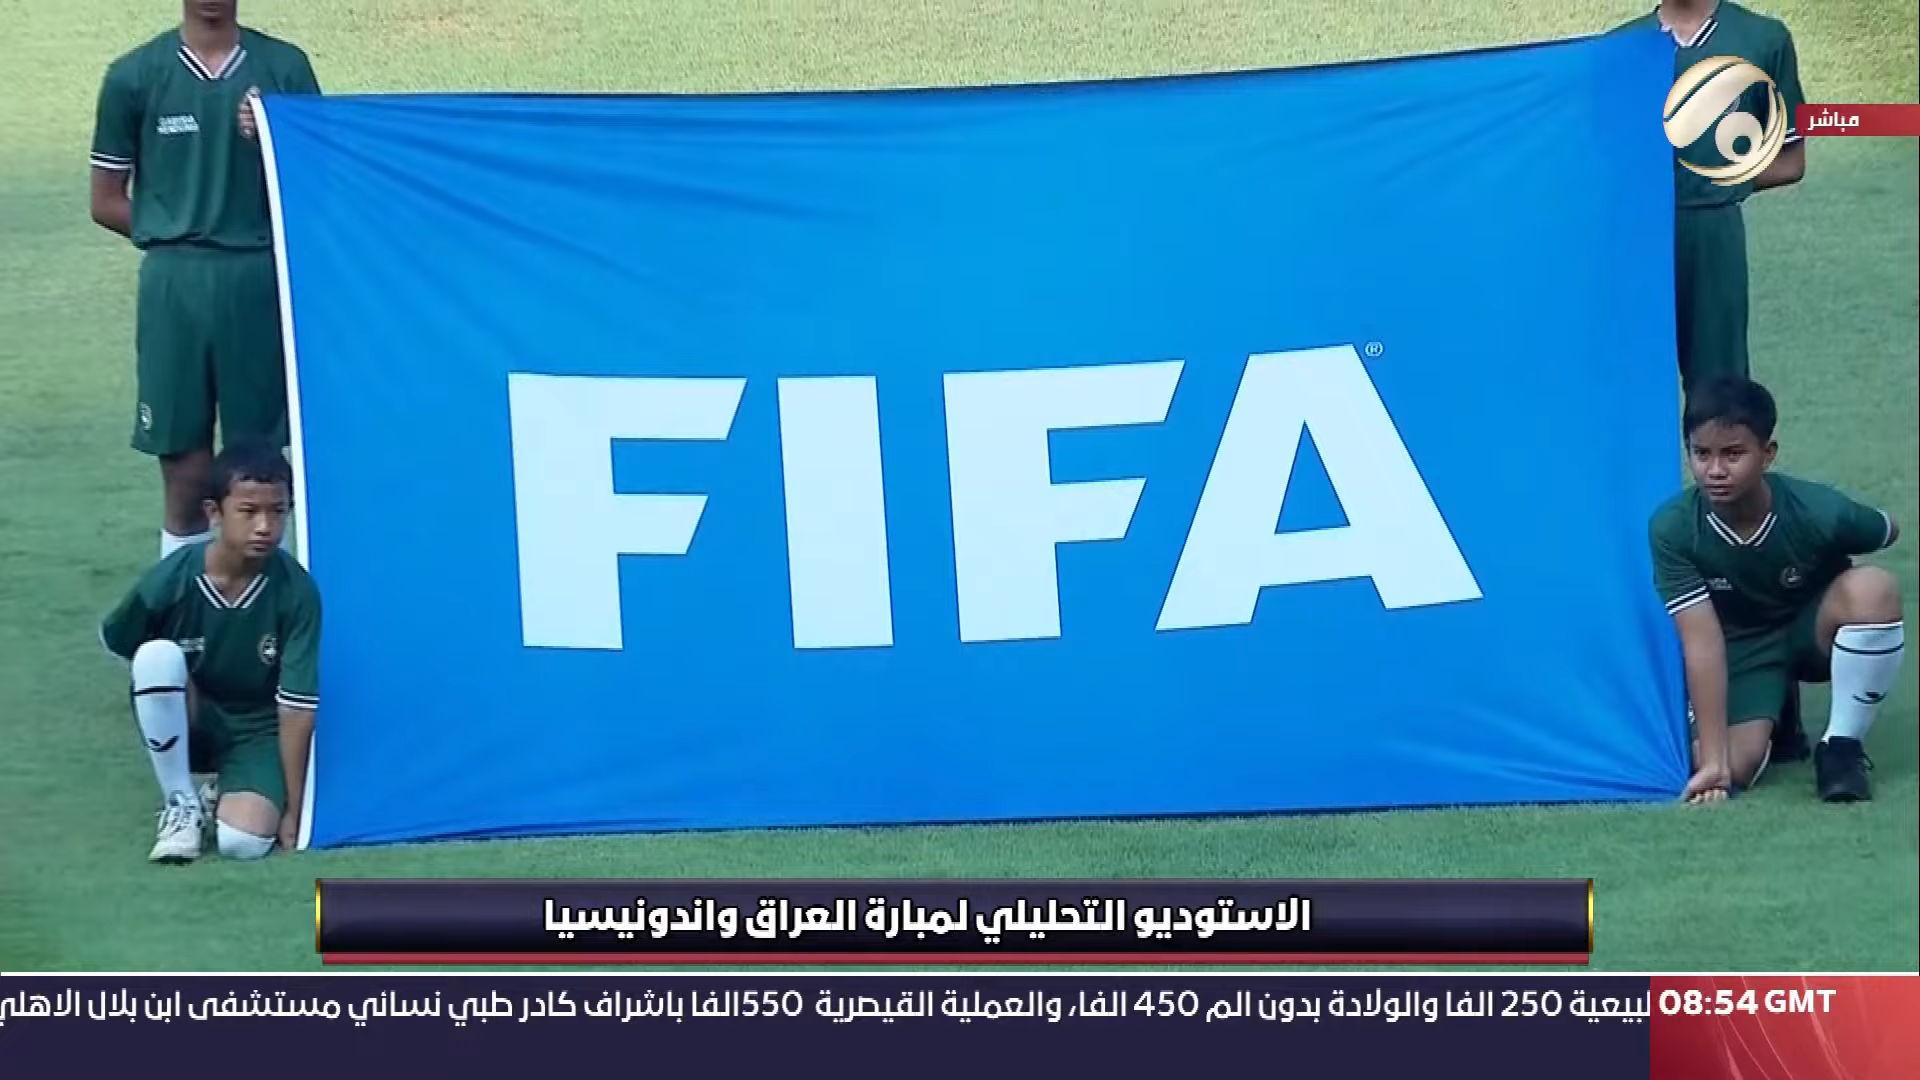 مباشر
FIFA®
الاستوديو التحليلي لمبارة العراق واندونيسيا
لبيعية 250 الفا والولادة بدون الم 450 الفا، والعملية القيصرية 550الفا باشراف كادر طبي نسائي مستشفى ابن بلال الاهلي
08:54 GMT